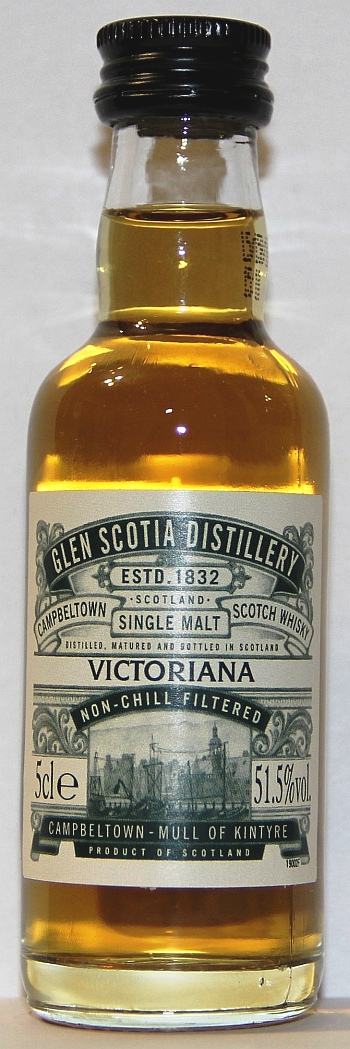 GLEN SCOTIA DISTILLERY
ESTD. 1832
·SCOTLAND·
CAMPBELTOWN SINGLE MALT SCOTCH WHISKY
DISTILLED, MATURED AND BOTTLED IN SCOTLAND
VICTORIANA
NON-CHILL FILTERED
5cl e 51.5%vol.
CAMPBELTOWN - MULL OF KINTYRE
PRODUCT OF SCOTLAND